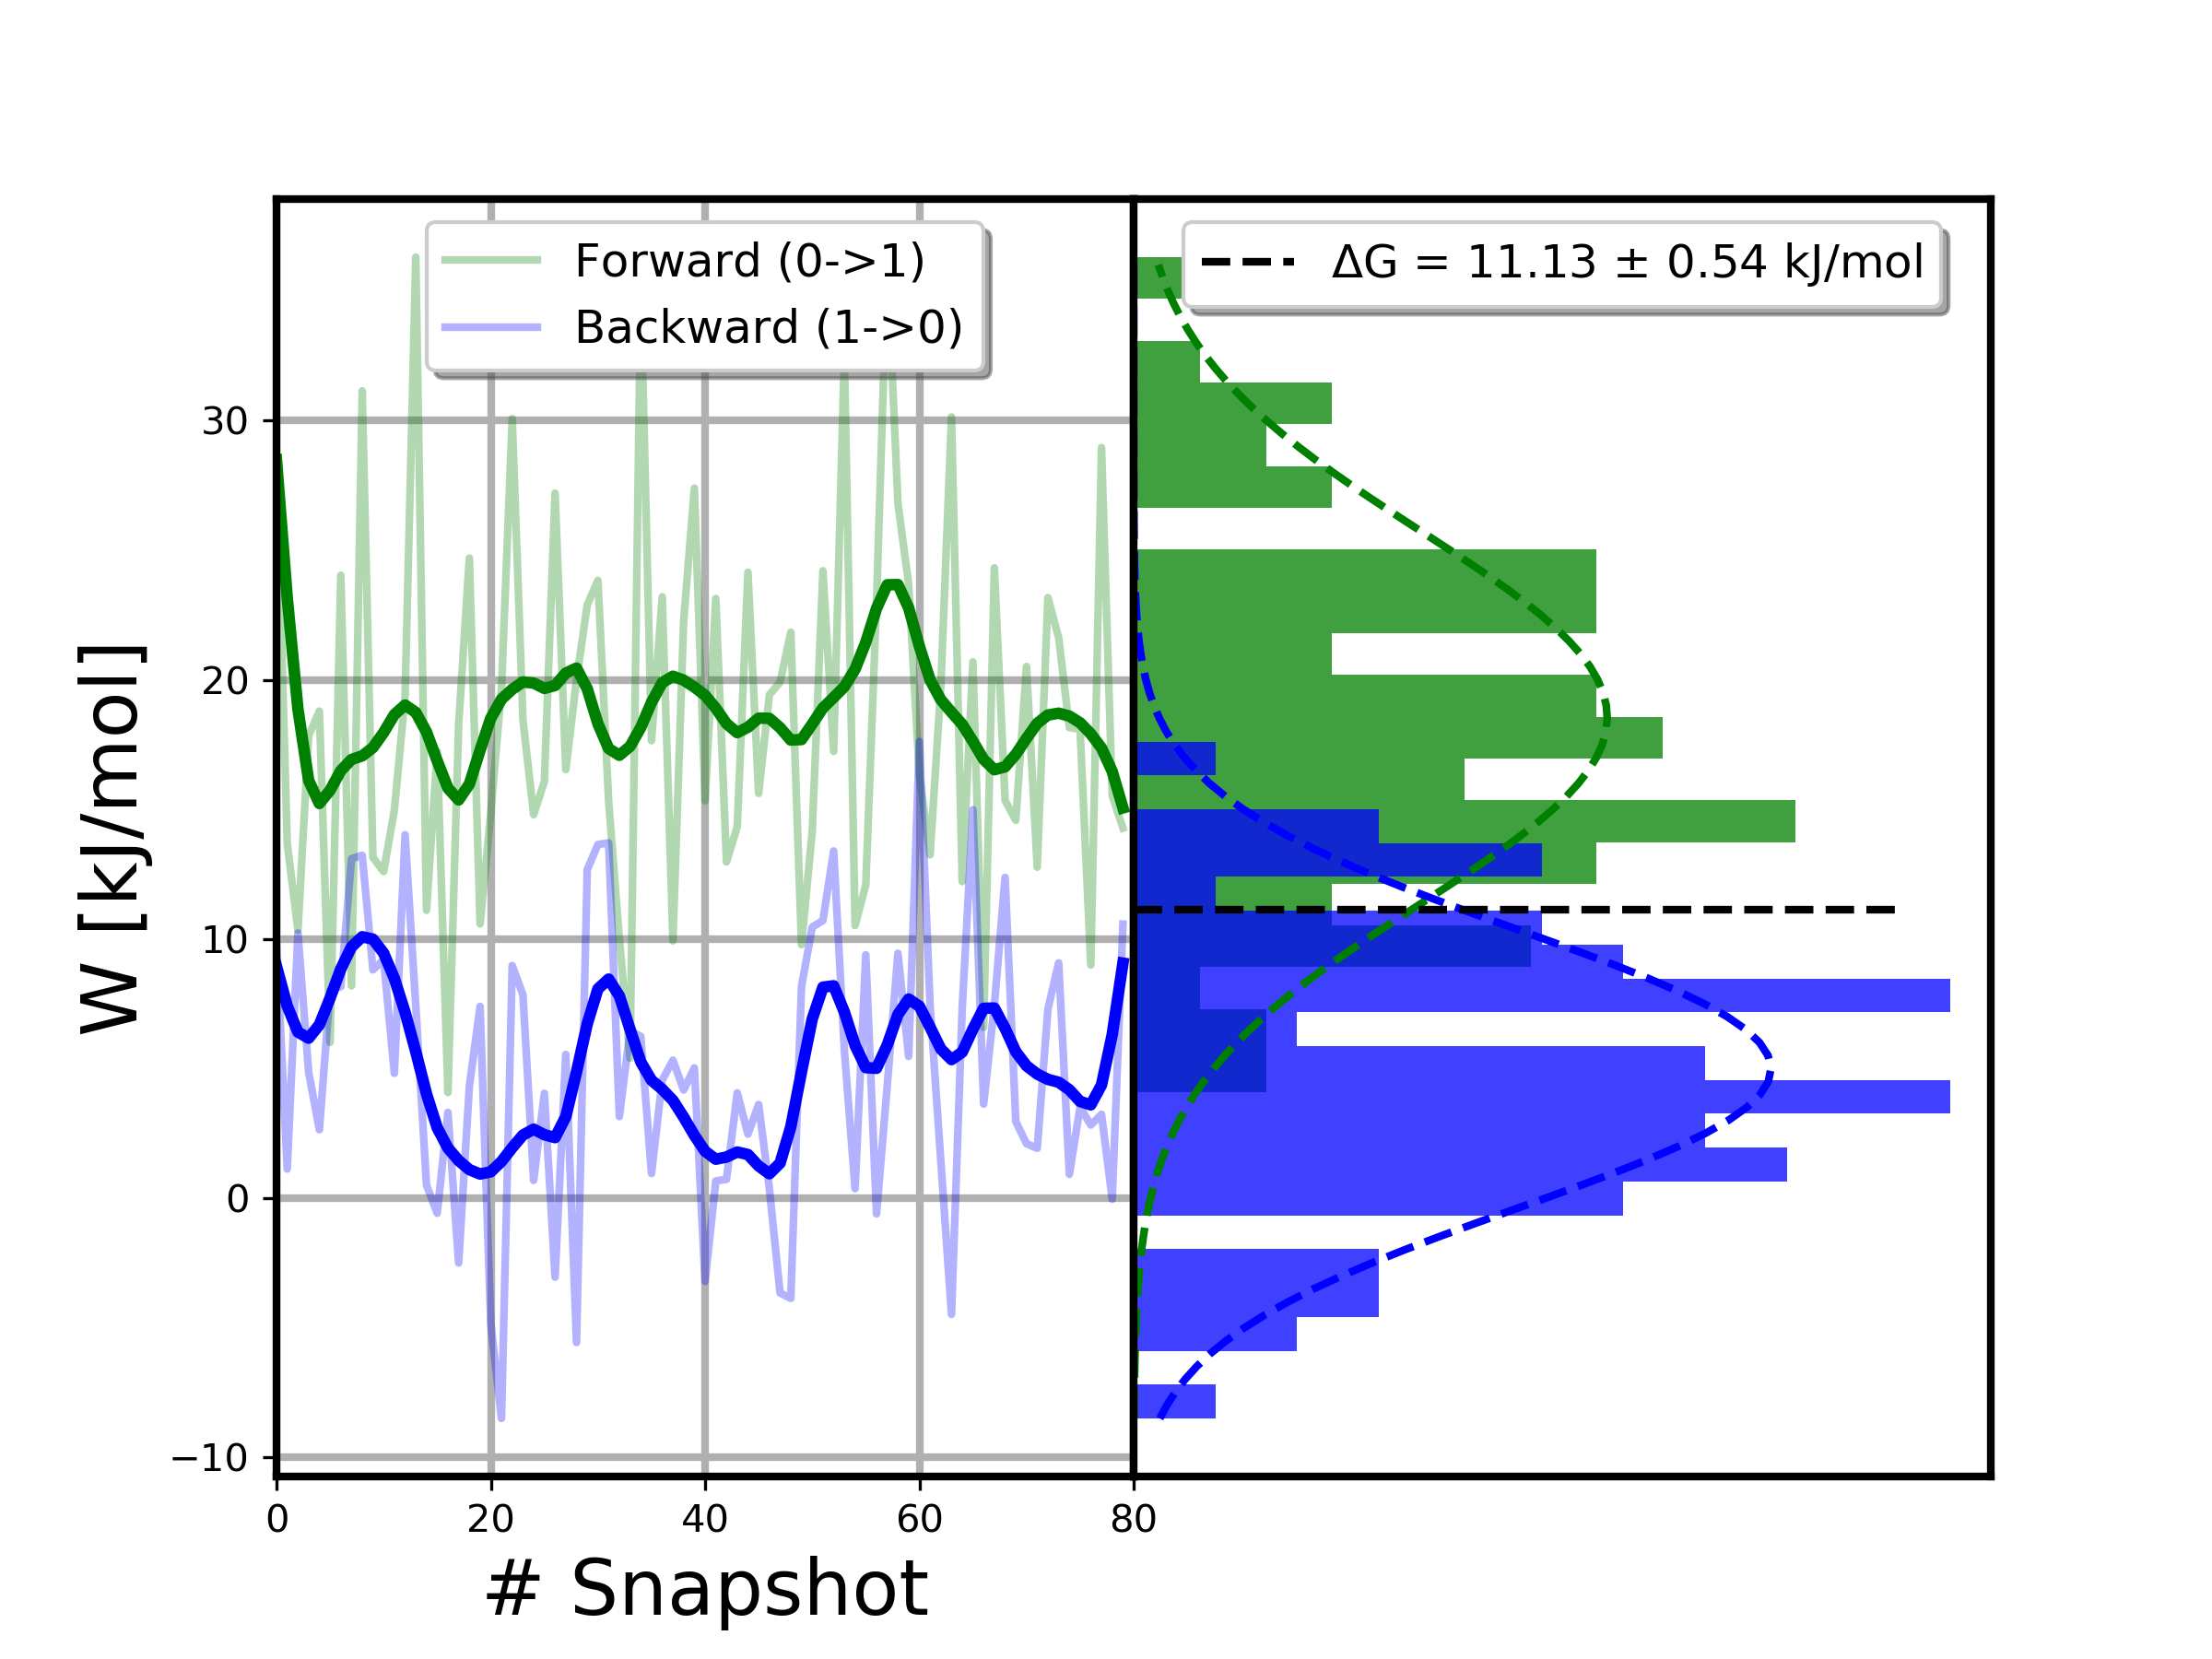 Forward (0->1)
Backward (1->0)
ΔG = 11.13 ± 0.54 kJ/mol
W [kJ/mol]
30
20
10
0
−10
0 20 40 60 80
# Snapshot